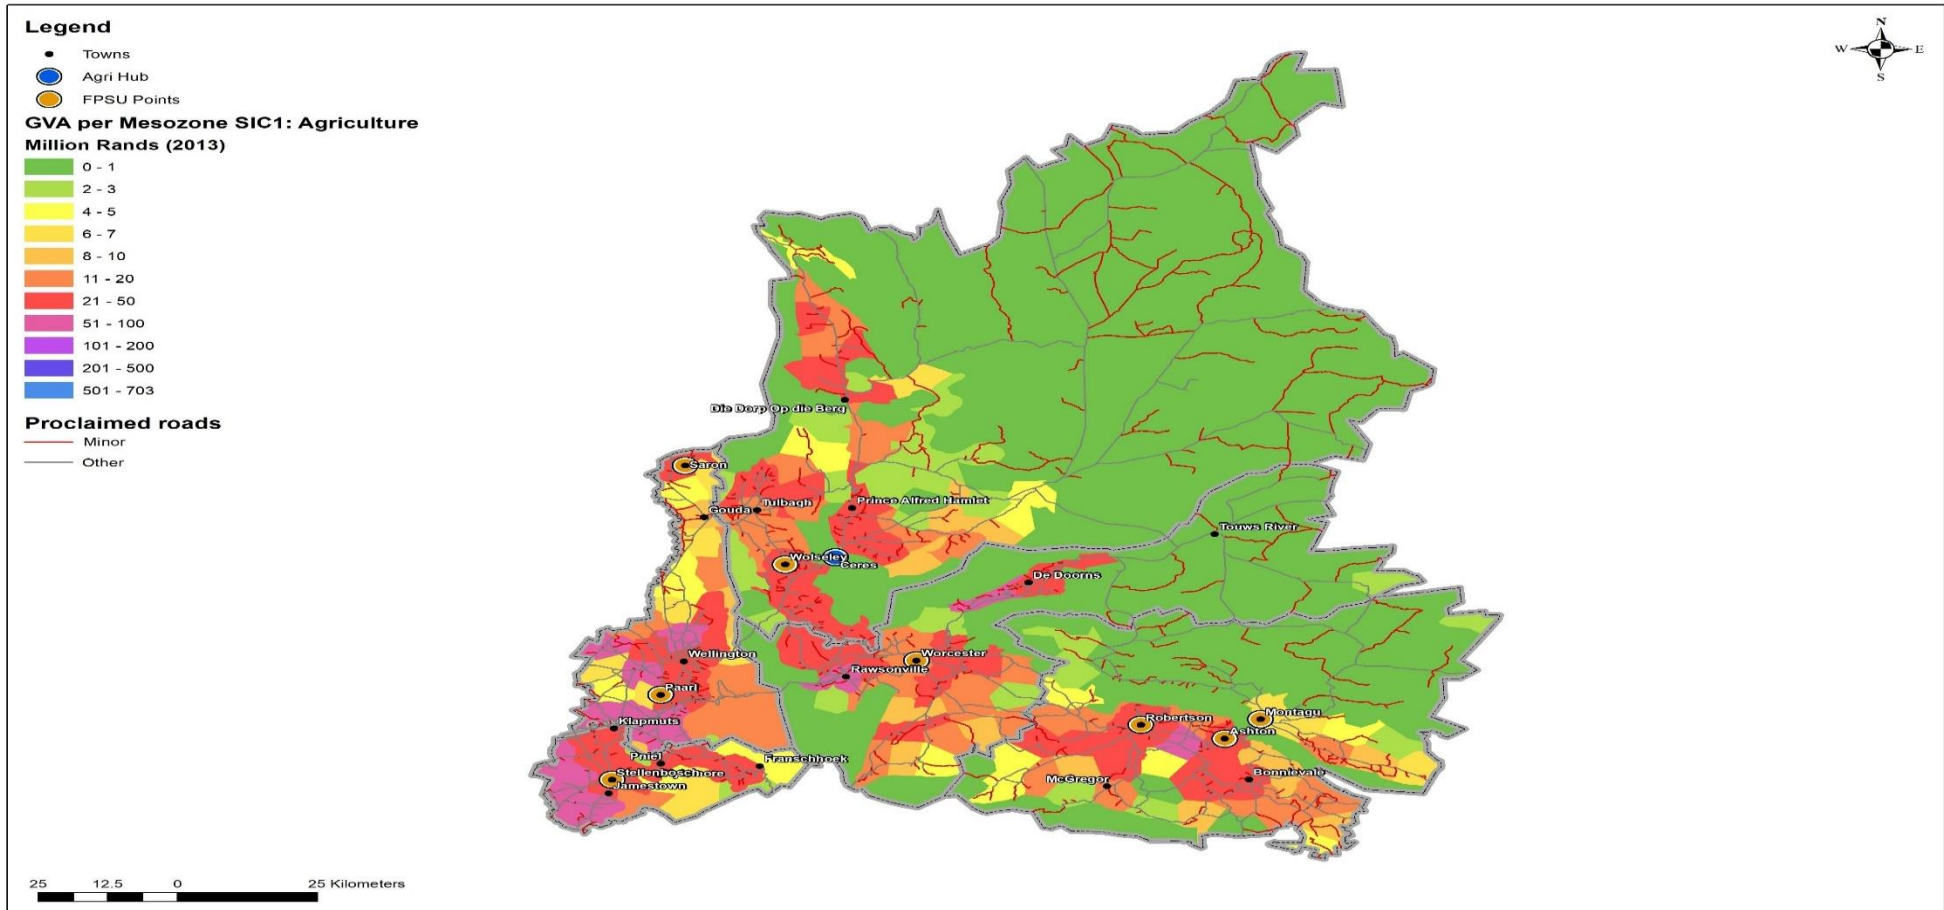 Legend
Towns
Agri Hub
FPSU Points
GVA per Mesozone SIC1: Agriculture
Million Rands (2013)
0 - 1
2 - 3
4 - 5
6 - 7
8 - 10
11 - 20
21 - 50
51 - 100
101 - 200
201 - 500
501 - 703
Proclaimed roads
Minor
Other
N
W E
S
Die Dorp Op die Berg
Saron
Gouda
Tulbagh
Prince Alfred Hamlet
Touws River
Wolseley
Ceres
De Doorns
Wellington
Worcester
Rawsonville
Paarl
Klapmuts
Robertson
Montagu
Ashton
Pniel
Franschhoek
Stellenbosch
Jamestown
McGregor
Bonnievale
25 12.5 0 25 Kilometers